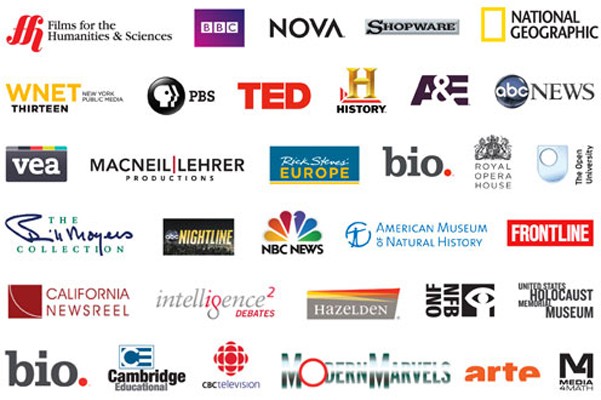 Films for the
Humanities & Sciences
BBC
NOVA
SHOPWARE
NATIONAL
GEOGRAPHIC
WNET
THIRTEEN
NEW YORK
PUBLIC MEDIA
PBS
TED
H
HISTORY
A&E
abc NEWS
vea
MACNEIL|LEHRER
PRODUCTIONS
Rick Steves'
EUROPE
bio.
ROYAL
OPERA
HOUSE
The Open
University
THE
Bill Moyers
COLLECTION
abc NIGHTLINE
NBC NEWS
AMERICAN MUSEUM
OF NATURAL HISTORY
FRONTLINE
CALIFORNIA
NEWSREEL
intelligence2
DEBATES
HAZELDEN
ONF
NFB
UNITED STATES
HOLOCAUST
MEMORIAL
MUSEUM
bio.
CE
Cambridge
Educational
CBCtelevision
MODERN MARVELS
arte
M4
MEDIA
4MATH